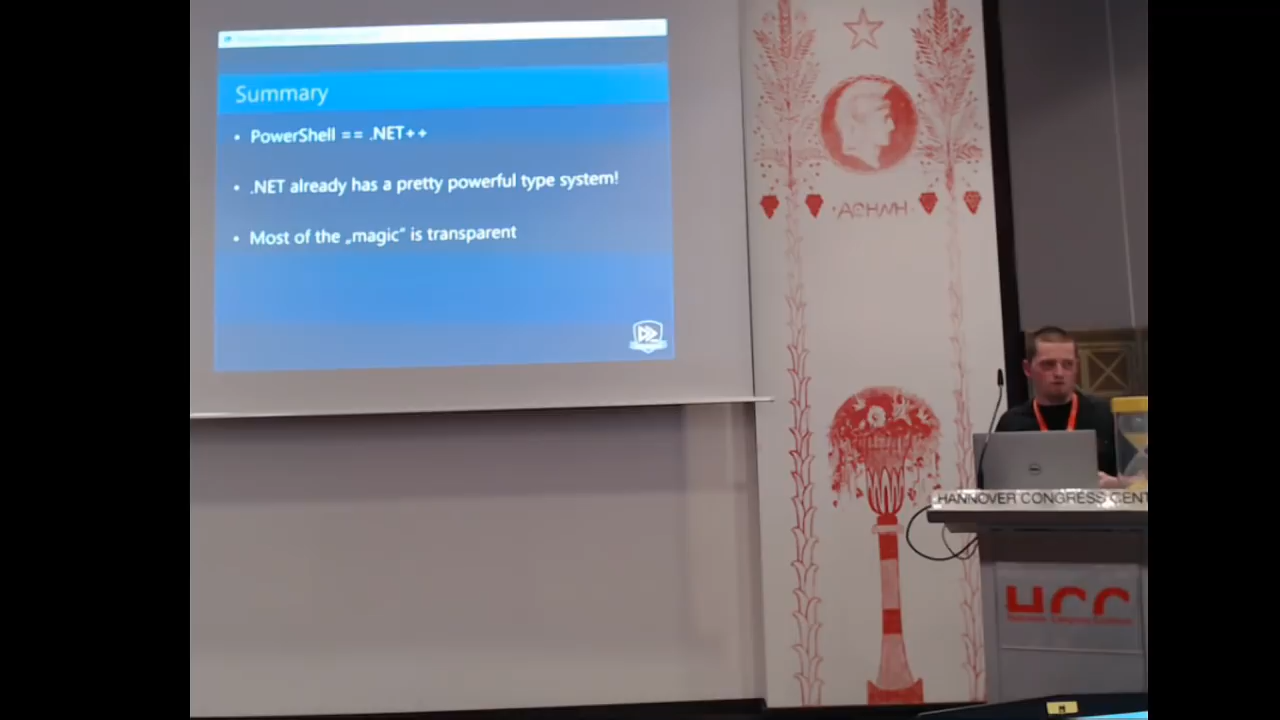 Summary
• PowerShell == .NET++
• .NET already has a pretty powerful type system!
• Most of the „magic“ is transparent
HANNOVER CONGRESS CENT
HCC